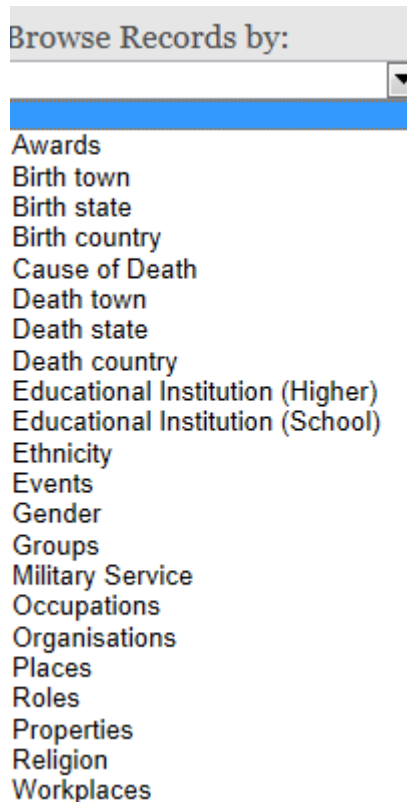 Browse Records by:
Awards
Birth town
Birth state
Birth country
Cause of Death
Death town
Death state
Death country
Educational Institution (Higher)
Educational Institution (School)
Ethnicity
Events
Gender
Groups
Military Service
Occupations
Organisations
Places
Roles
Properties
Religion
Workplaces